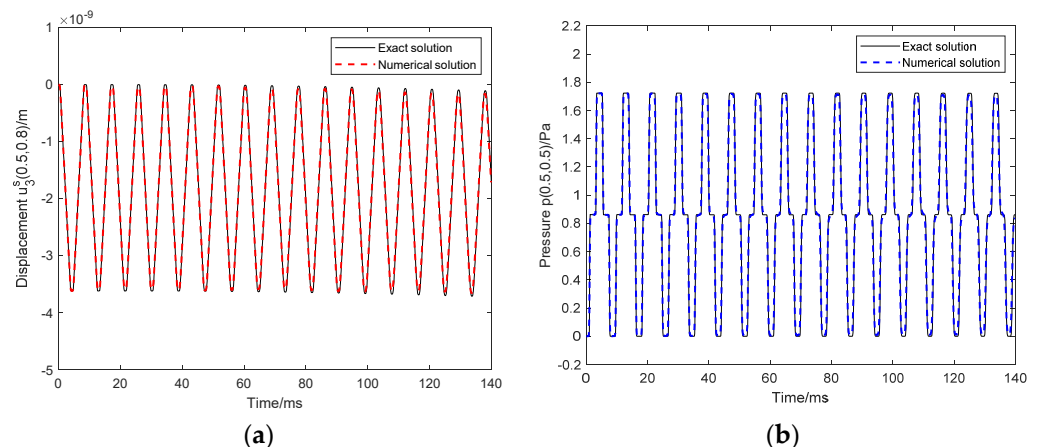 ×10⁻⁹
1
0
-1
-2
-3
-4
-5
0 20 40 60 80 100 120 140
Time/ms
Displacement u₃ˢ(0.5,0.8)/m
Exact solution
Numerical solution
(a)
2.2
2
1.8
1.6
1.4
1.2
1
0.8
0.6
0.4
0.2
0
-0.2
0 20 40 60 80 100 120 140
Time/ms
Pressure p(0.5,0.5)/Pa
Exact solution
Numerical solution
(b)